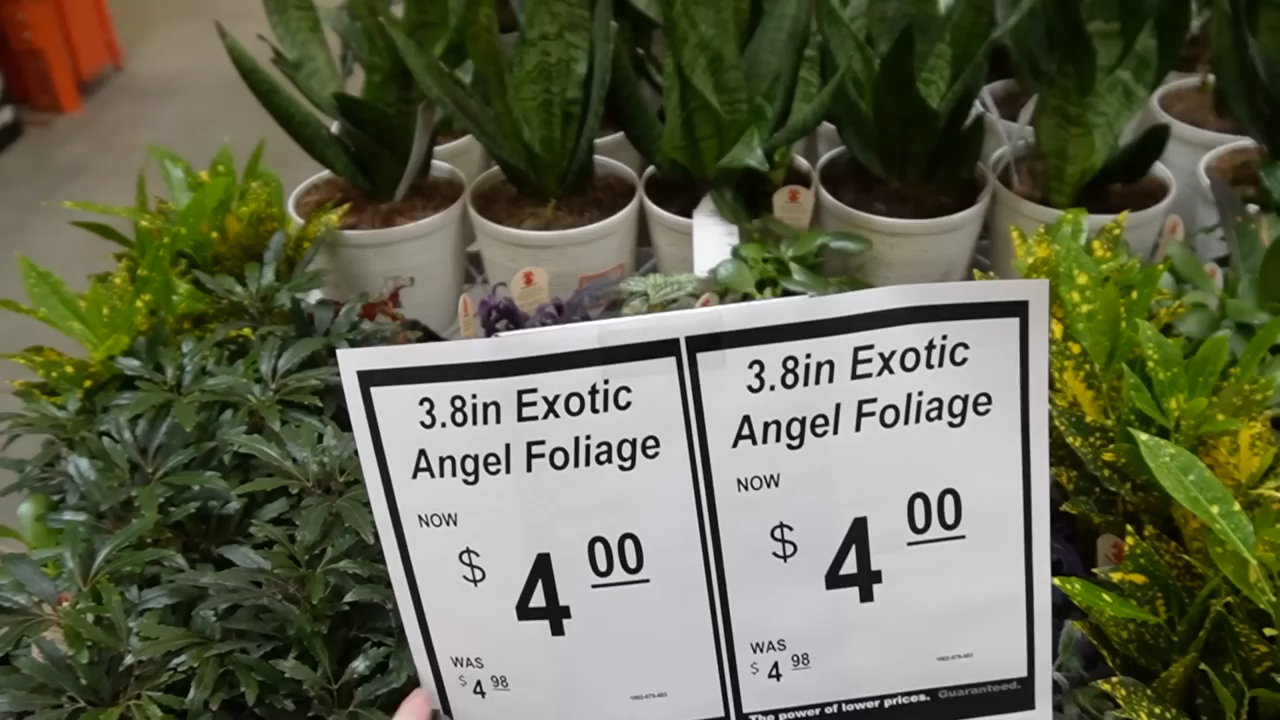 3.8in Exotic
Angel Foliage
NOW
$ 4 00
WAS
$ 4 98
3.8in Exotic
Angel Foliage
NOW
$ 4 00
WAS
$ 4 98
The power of lower prices. Guaranteed.